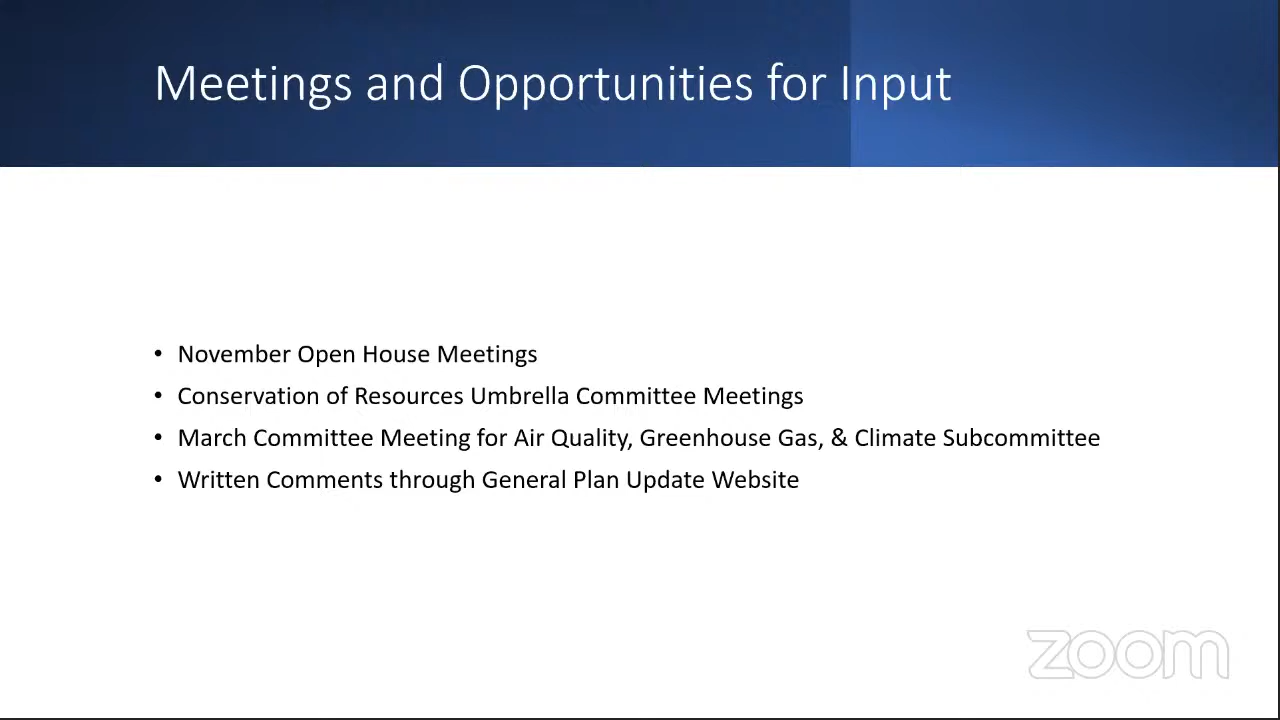 Meetings and Opportunities for Input
• November Open House Meetings
• Conservation of Resources Umbrella Committee Meetings
• March Committee Meeting for Air Quality, Greenhouse Gas, & Climate Subcommittee
• Written Comments through General Plan Update Website
zoom